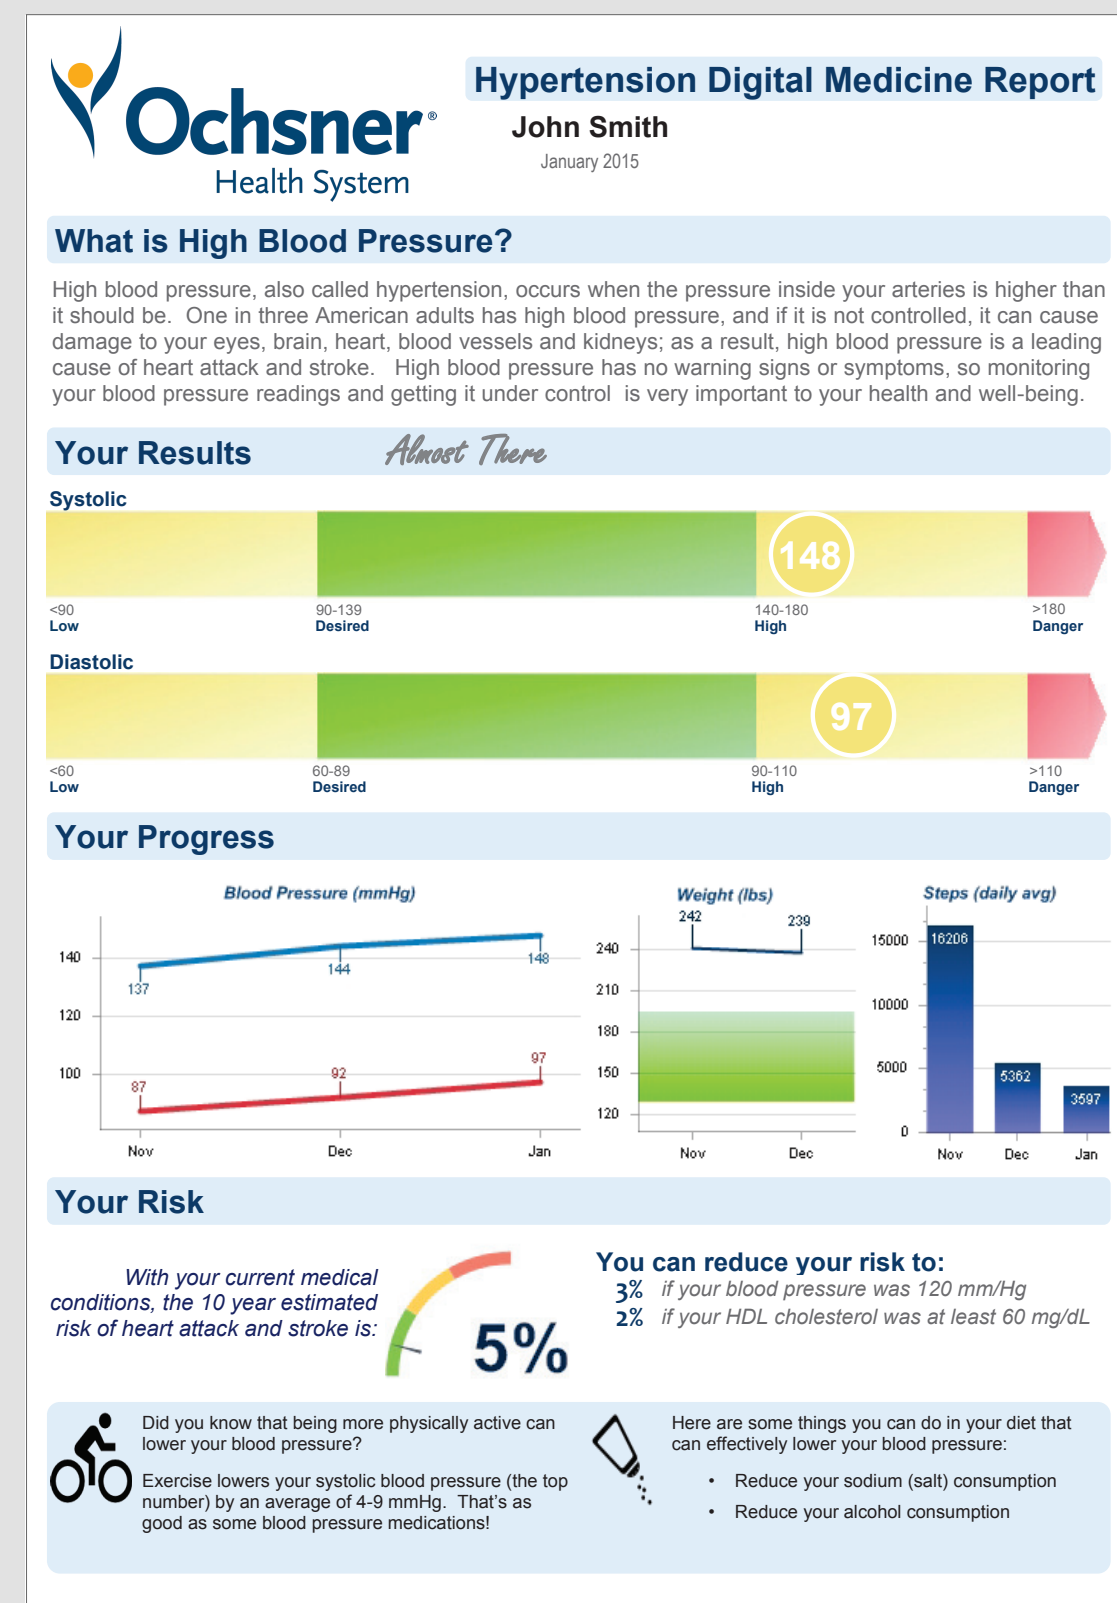 Ochsner®
Health System
Hypertension Digital Medicine Report
John Smith
January 2015
What is High Blood Pressure?
High blood pressure, also called hypertension, occurs when the pressure inside your arteries is higher than
it should be.  One in three American adults has high blood pressure, and if it is not controlled, it can cause
damage to your eyes, brain, heart, blood vessels and kidneys; as a result, high blood pressure is a leading
cause of heart attack and stroke.   High blood pressure has no warning signs or symptoms, so monitoring
your blood pressure readings and getting it under control  is very important to your health and well-being.
Your Results Almost There
Systolic
148
<90 90-139 140-180 >180
Low Desired High Danger
Diastolic
97
<60 60-89 90-110 >110
Low Desired High Danger
Your Progress
Blood Pressure (mmHg)
140
120
100
137 144 148
87 92 97
Nov Dec Jan
Weight (lbs)
242 239
240
210
180
150
120
Nov Dec
Steps (daily avg)
15000
10000
5000
0
16206 5362 3597
Nov Dec Jan
Your Risk
With your current medical
conditions, the 10 year estimated
risk of heart attack and stroke is:
5%
You can reduce your risk to:
3% if your blood pressure was 120 mm/Hg
2% if your HDL cholesterol was at least 60 mg/dL
Did you know that being more physically active can
lower your blood pressure?
Exercise lowers your systolic blood pressure (the top
number) by an average of 4-9 mmHg.  That's as
good as some blood pressure medications!
Here are some things you can do in your diet that
can effectively lower your blood pressure:
• Reduce your sodium (salt) consumption
• Reduce your alcohol consumption